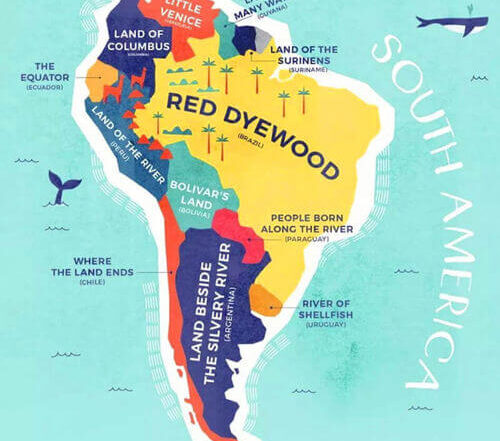 LITTLE
VENICE
(VENEZUELA)
MANY WA
(GUYANA)
LAND OF
COLUMBUS
(COLOMBIA)
LAND OF THE
SURINENS
(SURINAME)
THE
EQUATOR
(ECUADOR)
RED DYEWOOD
(BRAZIL)
LAND OF THE RIVER
(PERU)
BOLIVAR'S
LAND
(BOLIVIA)
PEOPLE BORN
ALONG THE RIVER
(PARAGUAY)
WHERE
THE LAND ENDS
(CHILE)
LAND BESIDE
THE SILVERY RIVER
(ARGENTINA)
RIVER OF
SHELLFISH
(URUGUAY)
SOUTH AMERICA